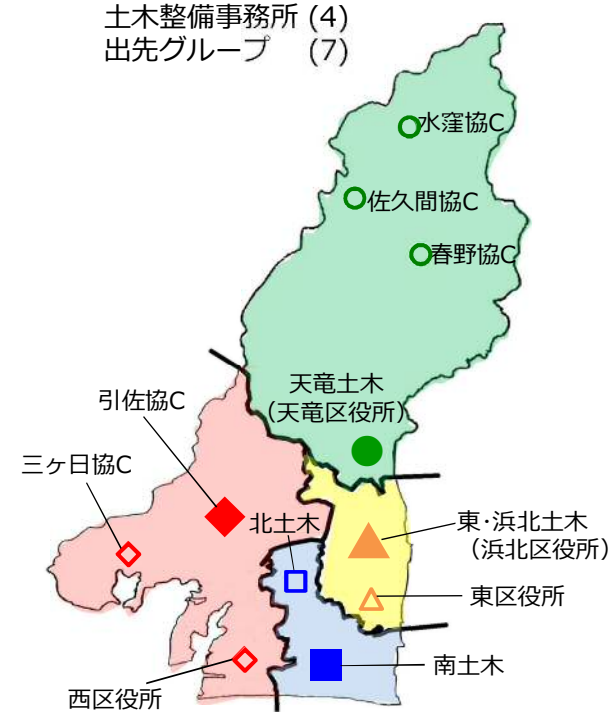 土木整備事務所 (4)
出先グループ (7)
水窪協C
佐久間協C
春野協C
天竜土木
(天竜区役所)
引佐協C
三ヶ日協C
北土木
東･浜北土木
(浜北区役所)
東区役所
南土木
西区役所